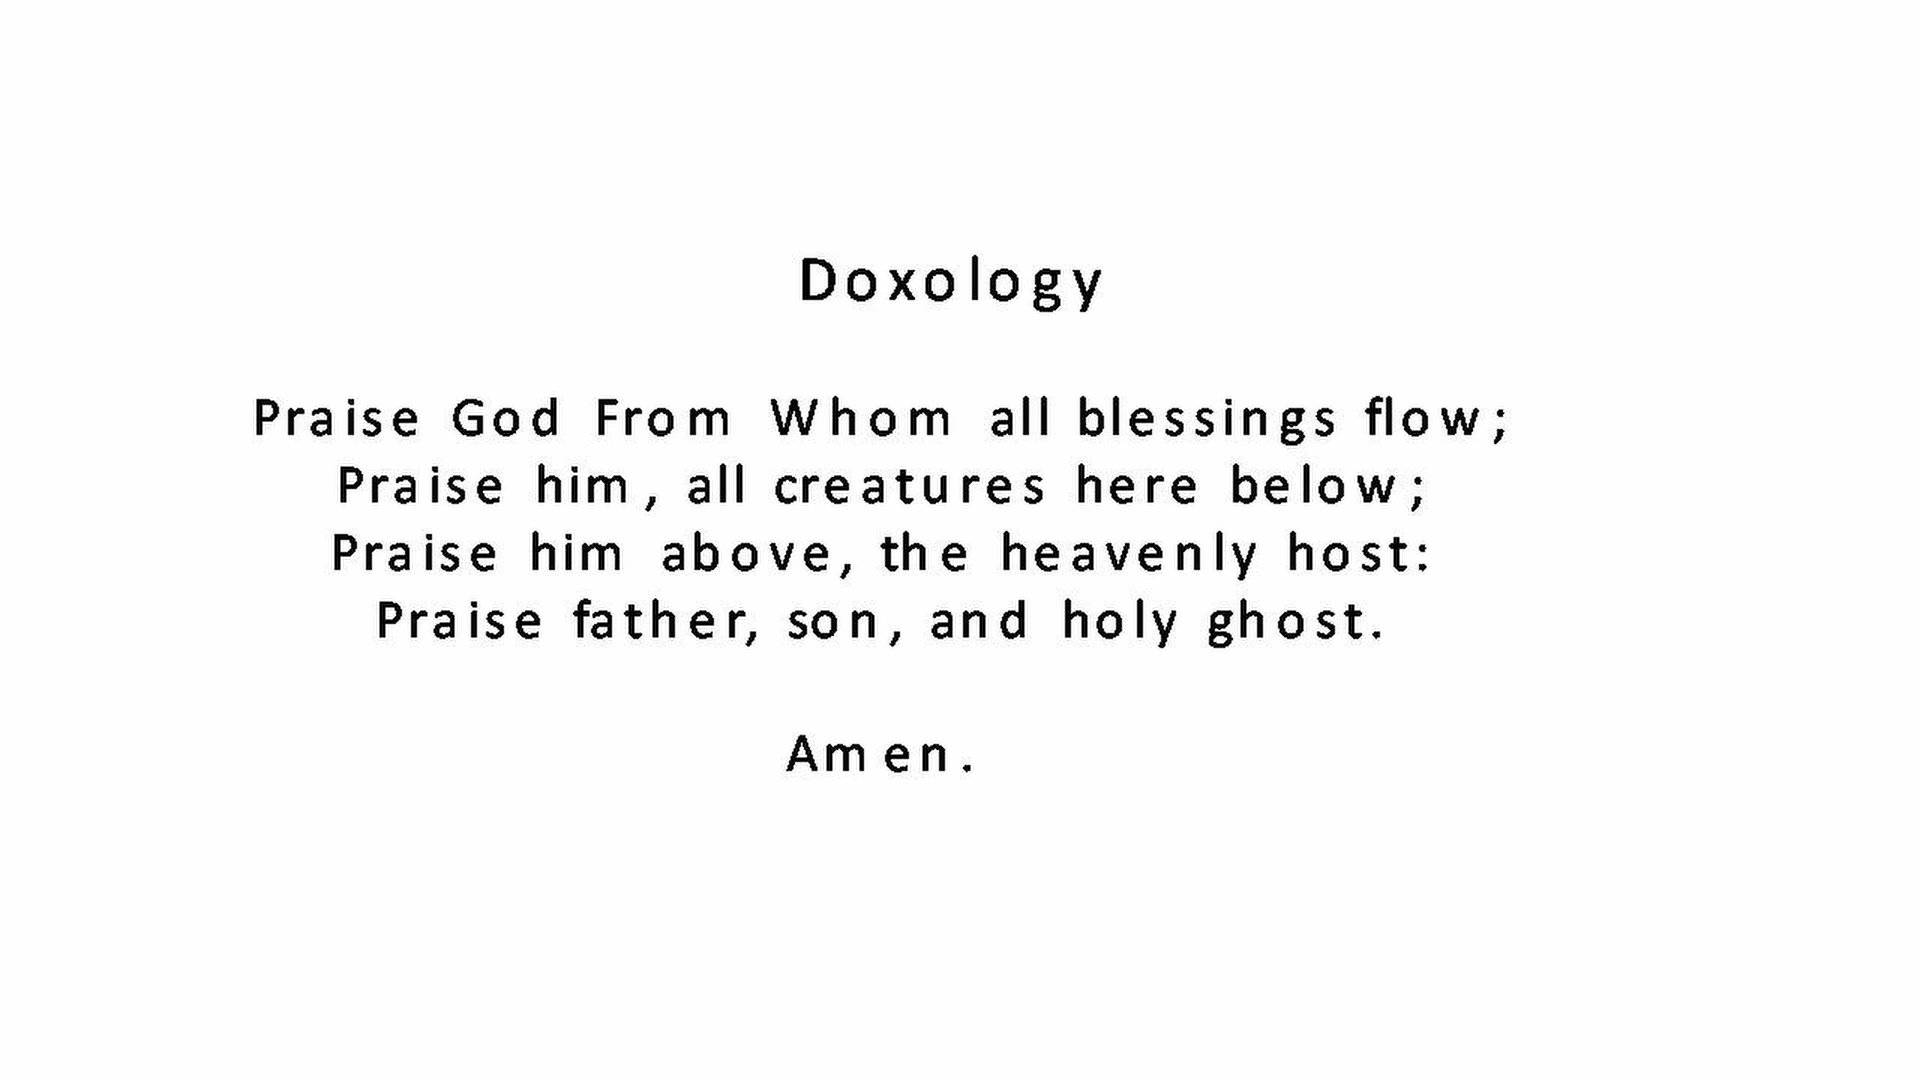 Doxology
Praise God From Whom all blessings flow;
Praise him, all creatures here below;
Praise him above, the heavenly host:
Praise father, son, and holy ghost.
Amen.